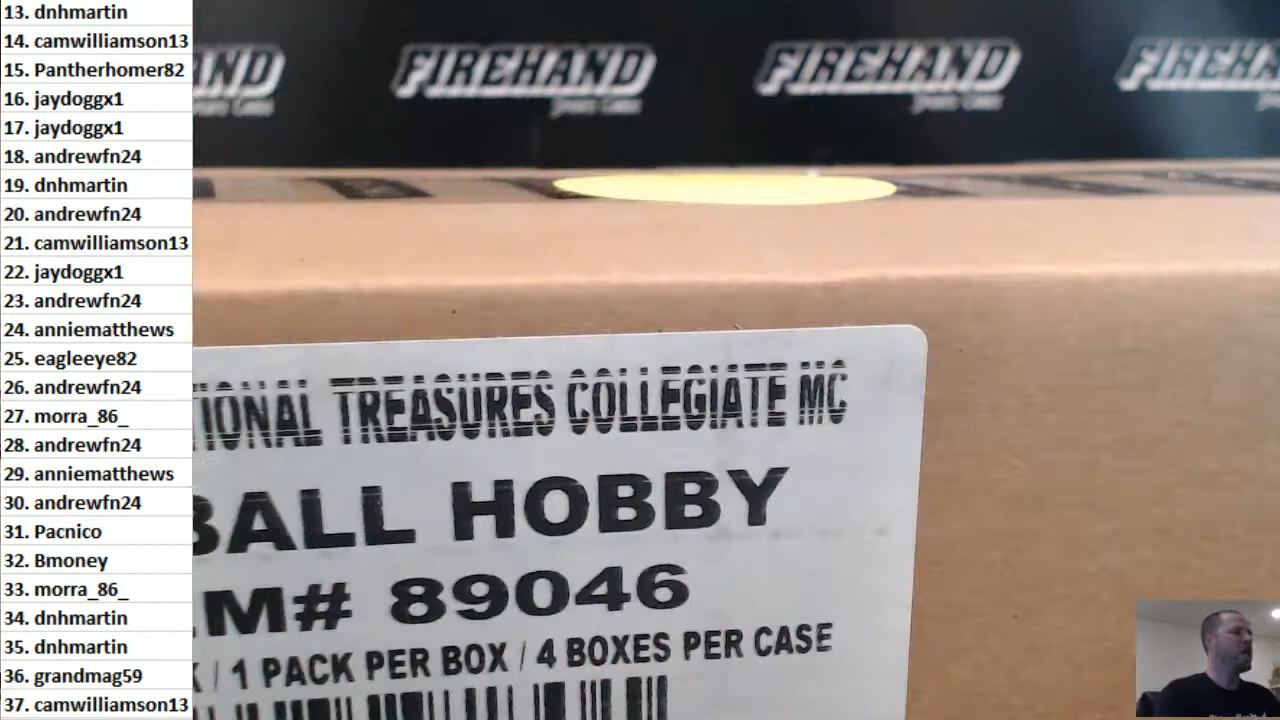 13. dnhmartin
14. camwilliamson13
15. Pantherhomer82
16. jaydoggx1
17. jaydoggx1
18. andrewfn24
19. dnhmartin
20. andrewfn24
21. camwilliamson13
22. jaydoggx1
23. andrewfn24
24. anniematthews
25. eagleeye82
26. andrewfn24
27. morra_86_
28. andrewfn24
29. anniematthews
30. andrewfn24
31. Pacnico
32. Bmoney
33. morra_86_
34. dnhmartin
35. dnhmartin
36. grandmag59
37. camwilliamson13
AND FIREHAND FIREHAND FIREHA
IONAL TREASURES COLLEGIATE MC
BALL HOBBY
M# 89046
/ 1 PACK PER BOX / 4 BOXES PER CASE